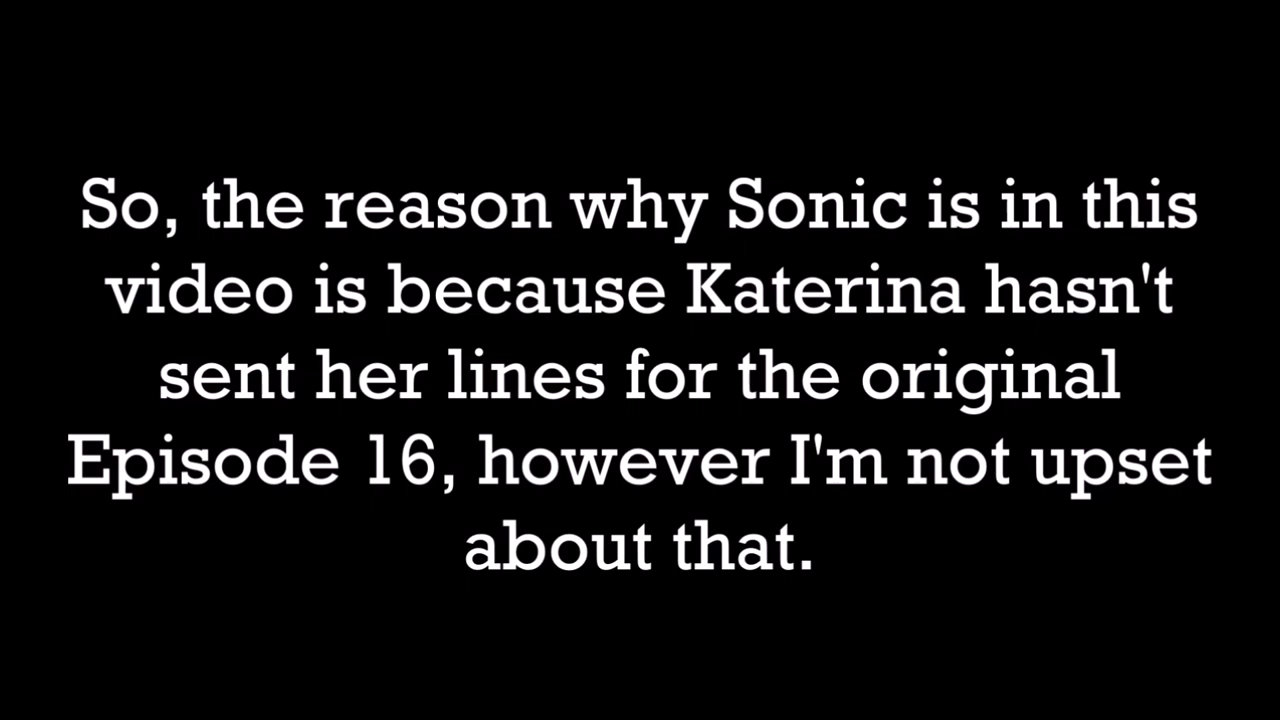 So, the reason why Sonic is in this
video is because Katerina hasn't
sent her lines for the original
Episode 16, however I'm not upset
about that.